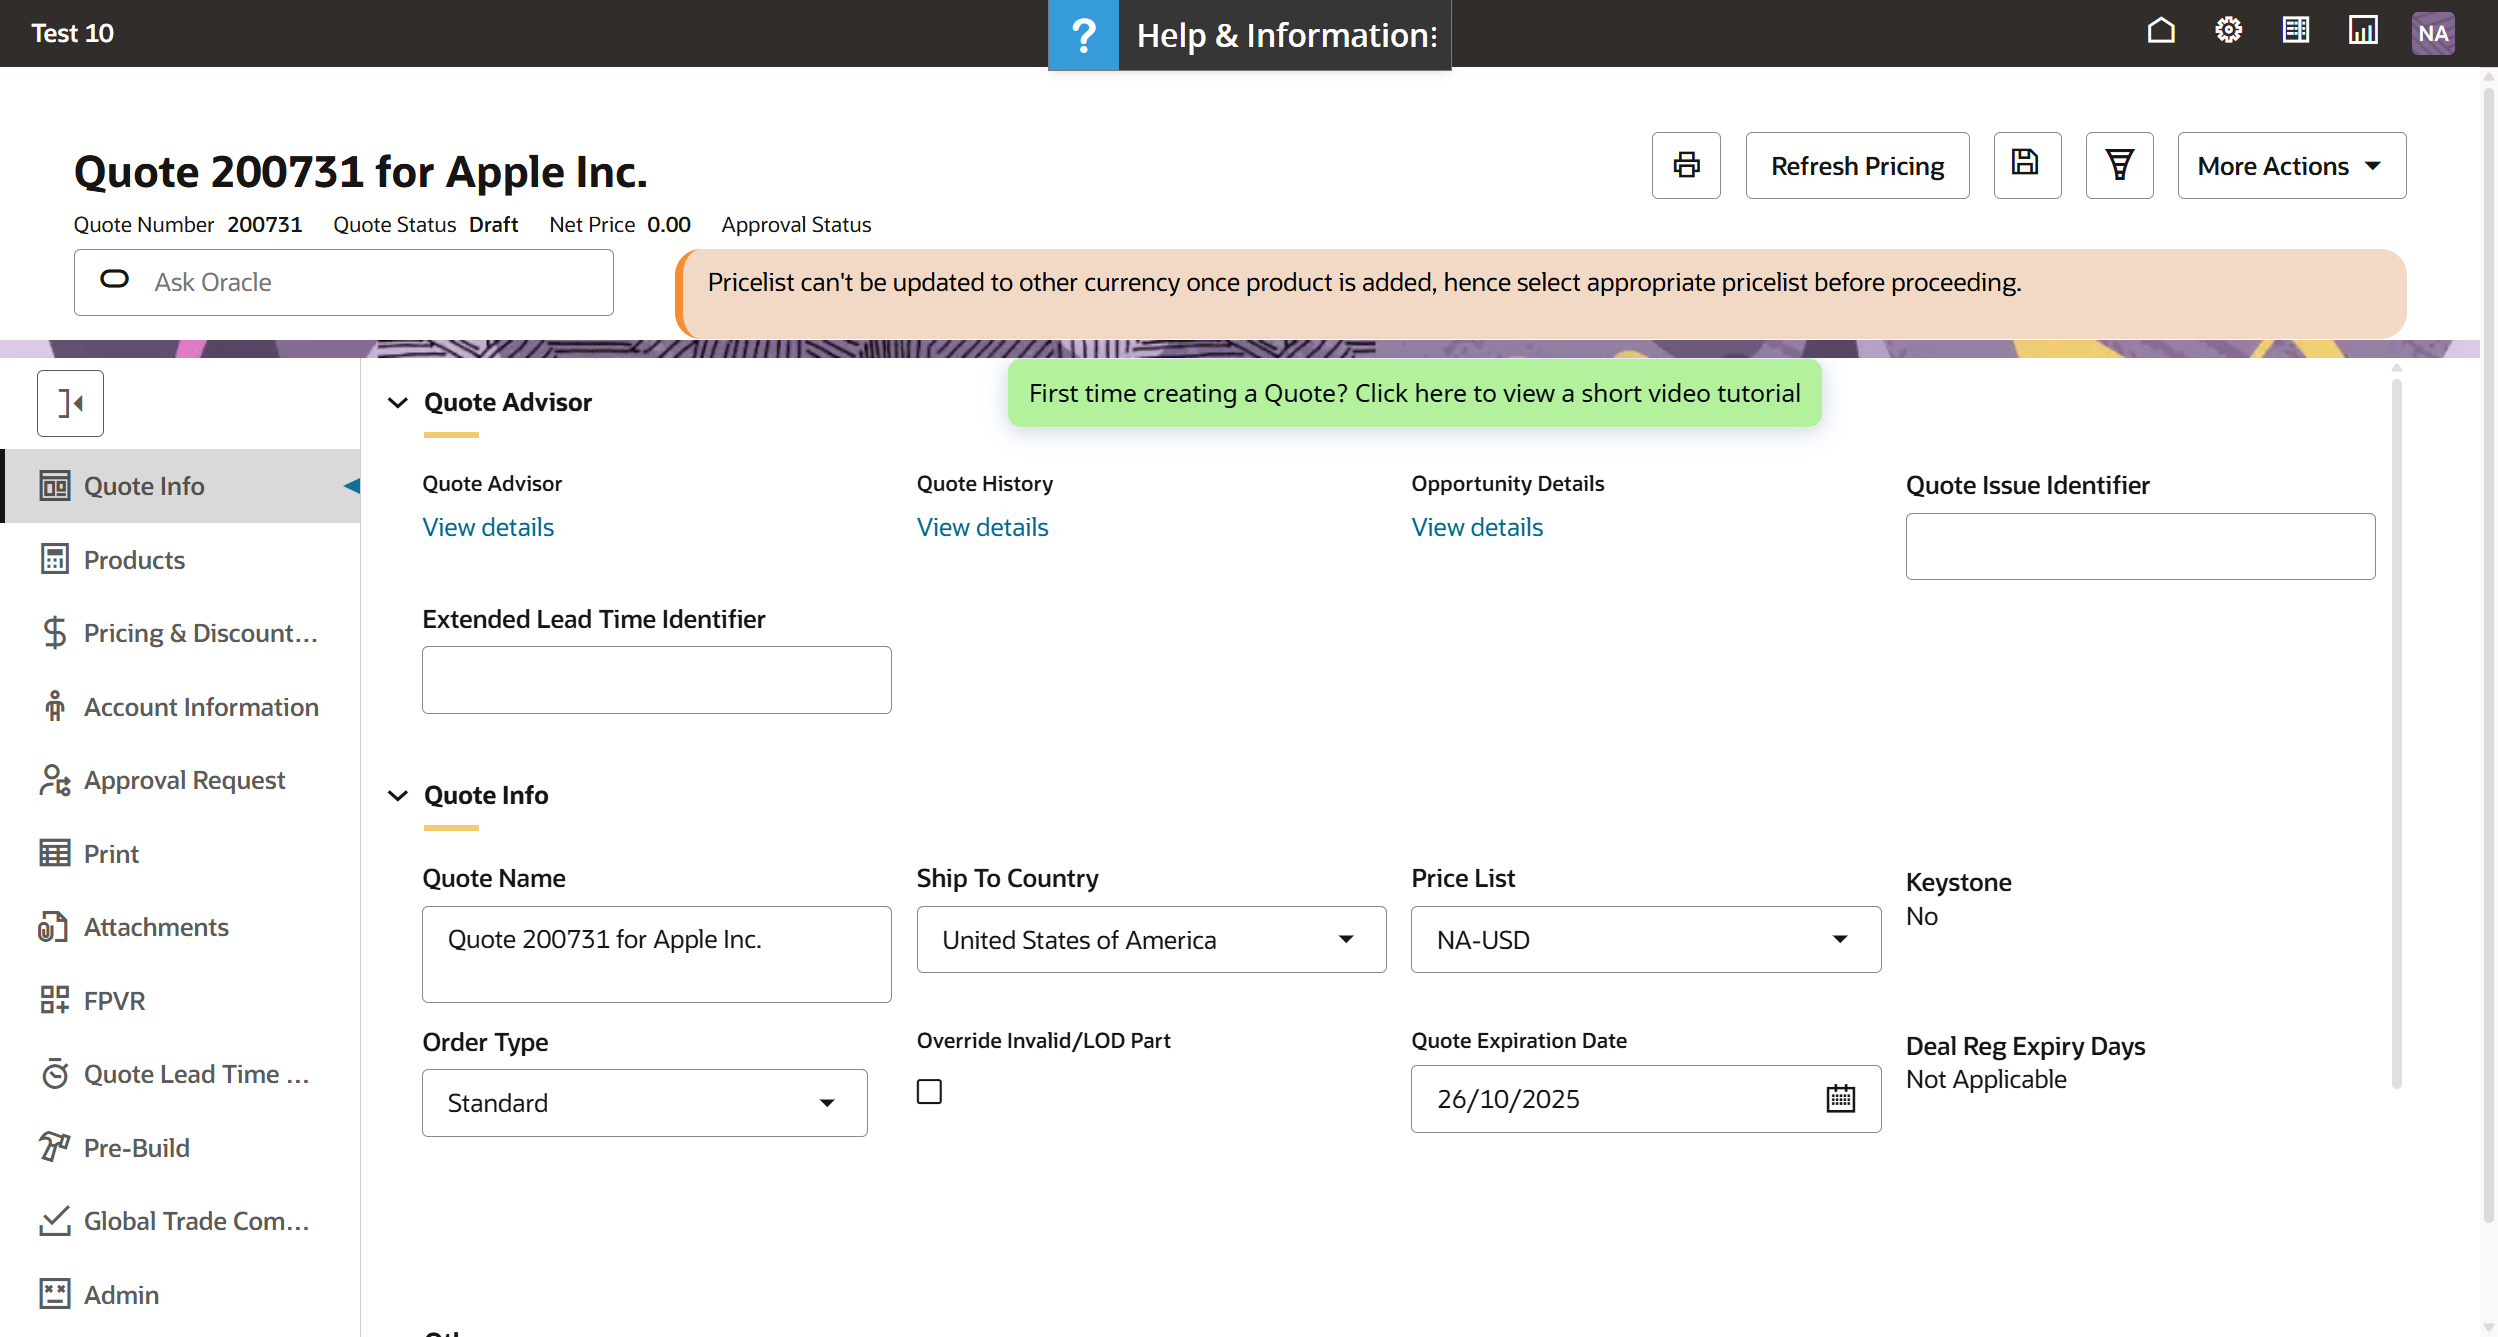 Test 10
? Help & Information
NA
Quote 200731 for Apple Inc.
Refresh Pricing
More Actions
Quote Number 200731 Quote Status Draft Net Price 0.00 Approval Status
Ask Oracle
Pricelist can't be updated to other currency once product is added, hence select appropriate pricelist before proceeding.
First time creating a Quote? Click here to view a short video tutorial
Quote Info
Products
Pricing & Discount...
Account Information
Approval Request
Print
Attachments
FPVR
Quote Lead Time ...
Pre-Build
Global Trade Com...
Admin
Quote Advisor
Quote Advisor
View details
Quote History
View details
Opportunity Details
View details
Quote Issue Identifier
Extended Lead Time Identifier
Quote Info
Quote Name
Quote 200731 for Apple Inc.
Ship To Country
United States of America
Price List
NA-USD
Keystone
No
Order Type
Standard
Override Invalid/LOD Part
Quote Expiration Date
26/10/2025
Deal Reg Expiry Days
Not Applicable